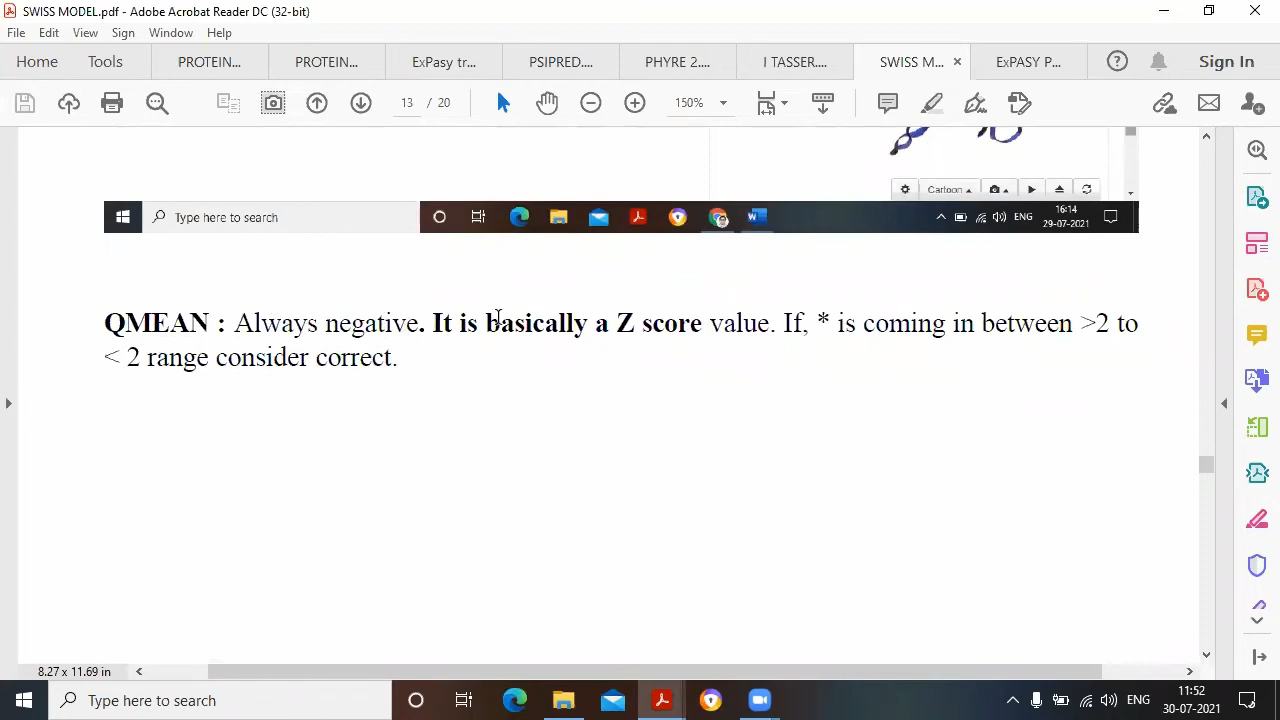 SWISS MODEL.pdf - Adobe Acrobat Reader DC (32-bit)
File Edit View Sign Window Help
Home Tools PROTEIN... PROTEIN... ExPasy tr... PSIPRED.... PHYRE 2.... I TASSER.... SWISS M... ExPASY P... Sign In
13 / 20 150%
Cartoon
Type here to search ENG 16:14
29-07-2021
QMEAN : Always negative. It is basically a Z score value. If, * is coming in between >2 to
< 2 range consider correct.
8.27 x 11.69 in
Type here to search ENG 11:52
30-07-2021